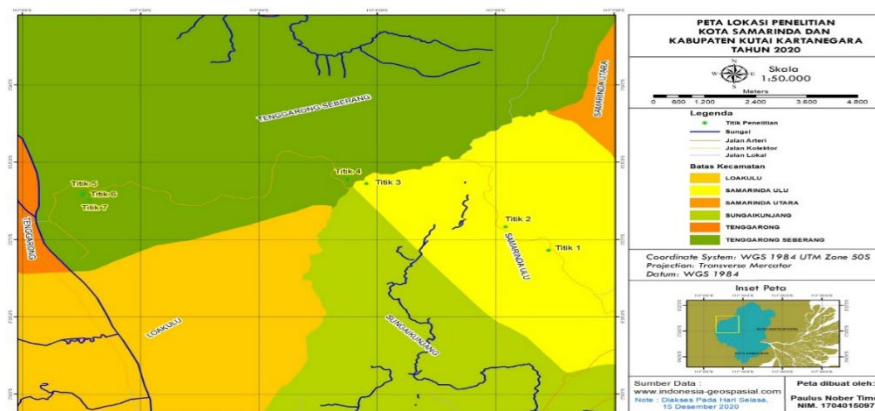 TENGGARONG SEBERANG
SAMARINDA UTARA
Titik 4
Titik 3
Titik 5
Titik 6
Titik 7
TENGGARONG
Titik 2
Titik 1
SAMARINDA ULU
LOAKULU
SUNGAIKUNJANG
PETA LOKASI PENELITIAN
KOTA SAMARINDA DAN
KABUPATEN KUTAI KARTANEGARA
TAHUN 2020
N
W
E
S
Skala
1:50.000
Meters
0 600 1.200 2.400 3.600 4.800
Legenda
Titik Penelitian
Sungai
Jalan Arteri
Jalan Kolektor
Jalan Lokal
Batas Kecamatan
LOAKULU
SAMARINDA ULU
SAMARINDA UTARA
SUNGAIKUNJANG
TENGGARONG
TENGGARONG SEBERANG
Coordinate System: WGS 1984 UTM Zone 50S
Projection: Transverse Mercator
Datum: WGS 1984
Inset Peta
Sumber Data :
www.indonesia-geospasial.com
Note : Diakses Pada Hari Selasa,
15 Desember 2020
Peta dibuat oleh:
Paulus Nober Timo
NIM. 1704015097